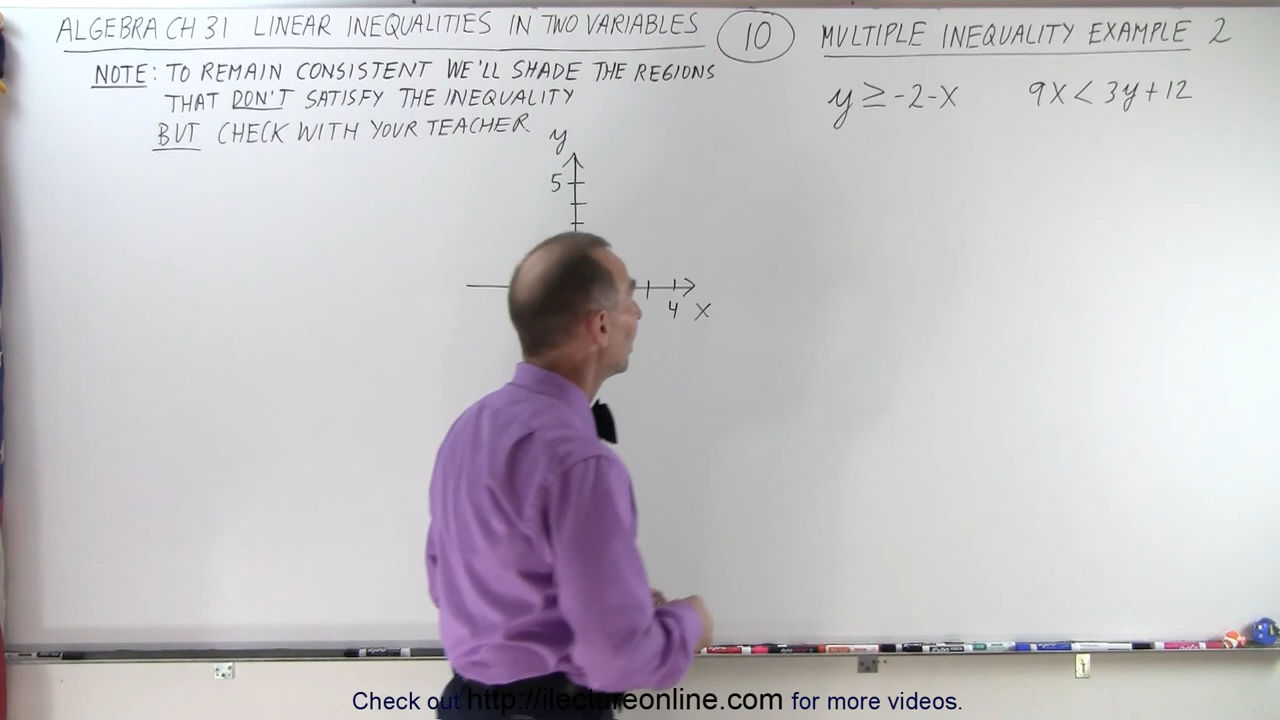 ALGEBRA CH 31 LINEAR INEQUALITIES IN TWO VARIABLES 10 MULTIPLE INEQUALITY EXAMPLE 2
NOTE: TO REMAIN CONSISTENT WE'LL SHADE THE REGIONS
THAT DON'T SATISFY THE INEQUALITY
BUT CHECK WITH YOUR TEACHER
y ≥ -2-X 9X < 3y+12
y
5
4 X
Check out http://ilectureonline.com for more videos.